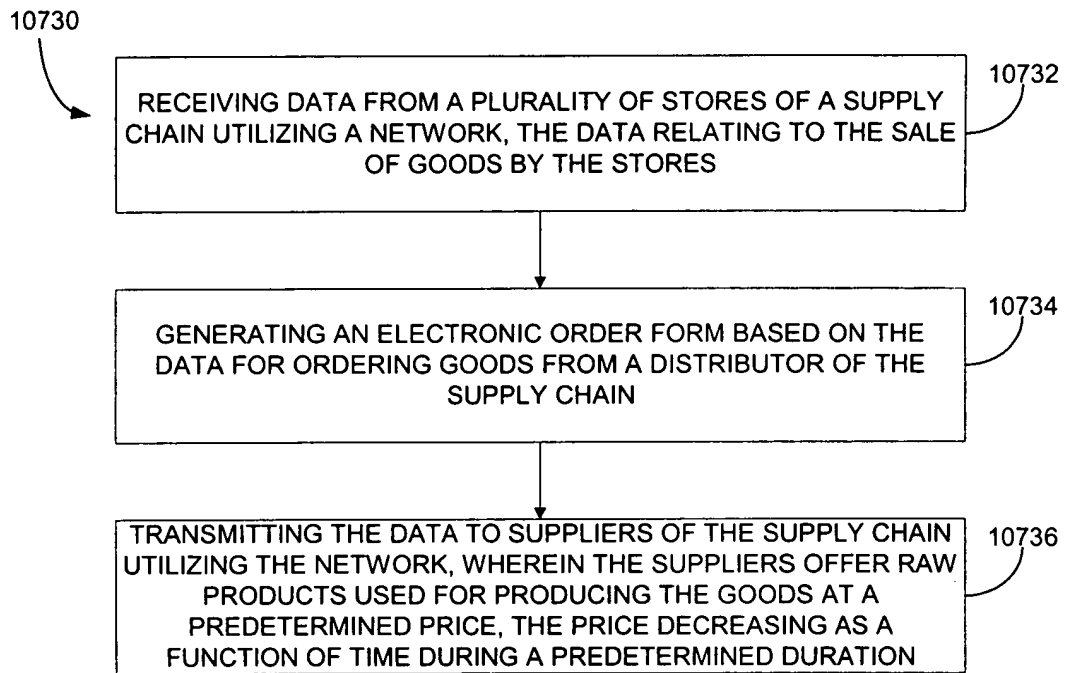 10730
10732
RECEIVING DATA FROM A PLURALITY OF STORES OF A SUPPLY
CHAIN UTILIZING A NETWORK, THE DATA RELATING TO THE SALE
OF GOODS BY THE STORES
10734
GENERATING AN ELECTRONIC ORDER FORM BASED ON THE
DATA FOR ORDERING GOODS FROM A DISTRIBUTOR OF THE
SUPPLY CHAIN
10736
TRANSMITTING THE DATA TO SUPPLIERS OF THE SUPPLY CHAIN
UTILIZING THE NETWORK, WHEREIN THE SUPPLIERS OFFER RAW
PRODUCTS USED FOR PRODUCING THE GOODS AT A
PREDETERMINED PRICE, THE PRICE DECREASING AS A
FUNCTION OF TIME DURING A PREDETERMINED DURATION